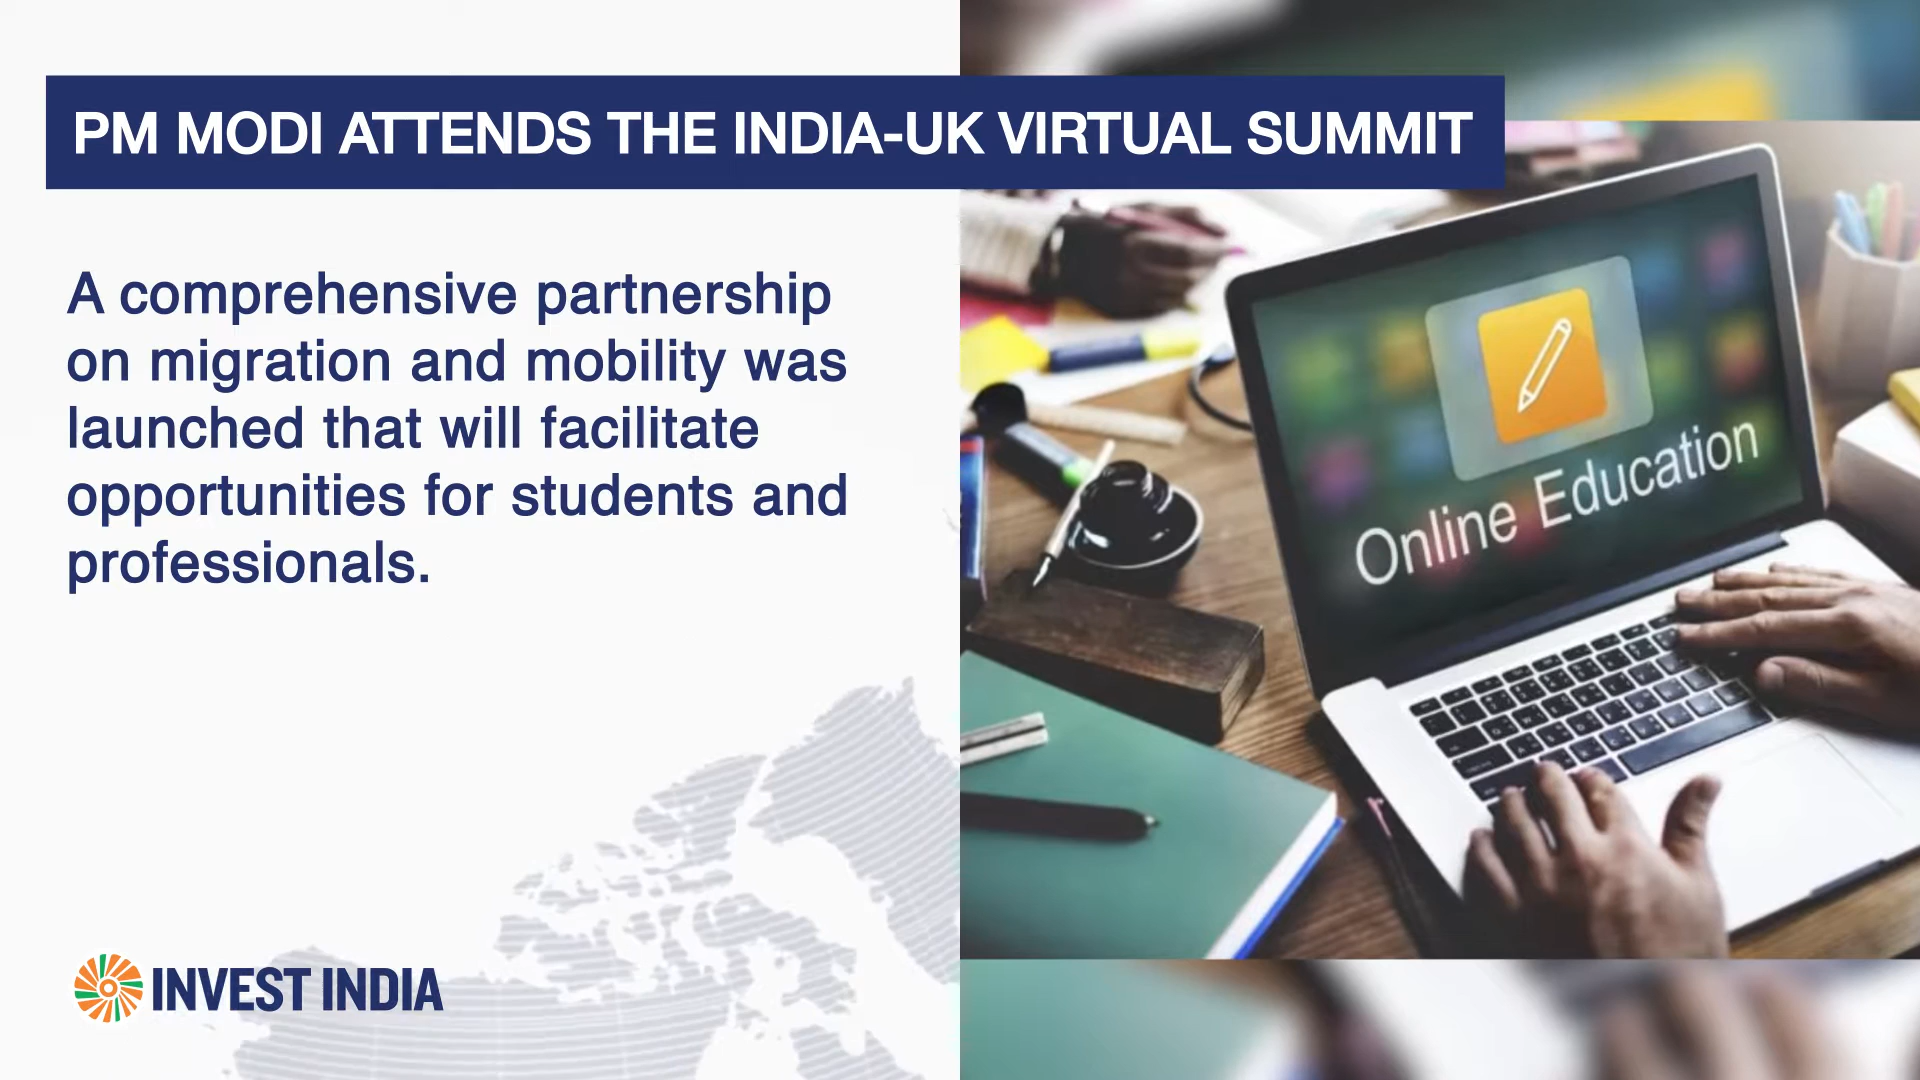 PM MODI ATTENDS THE INDIA-UK VIRTUAL SUMMIT
A comprehensive partnership
on migration and mobility was
launched that will facilitate
opportunities for students and
professionals.
Online Education
INVEST INDIA